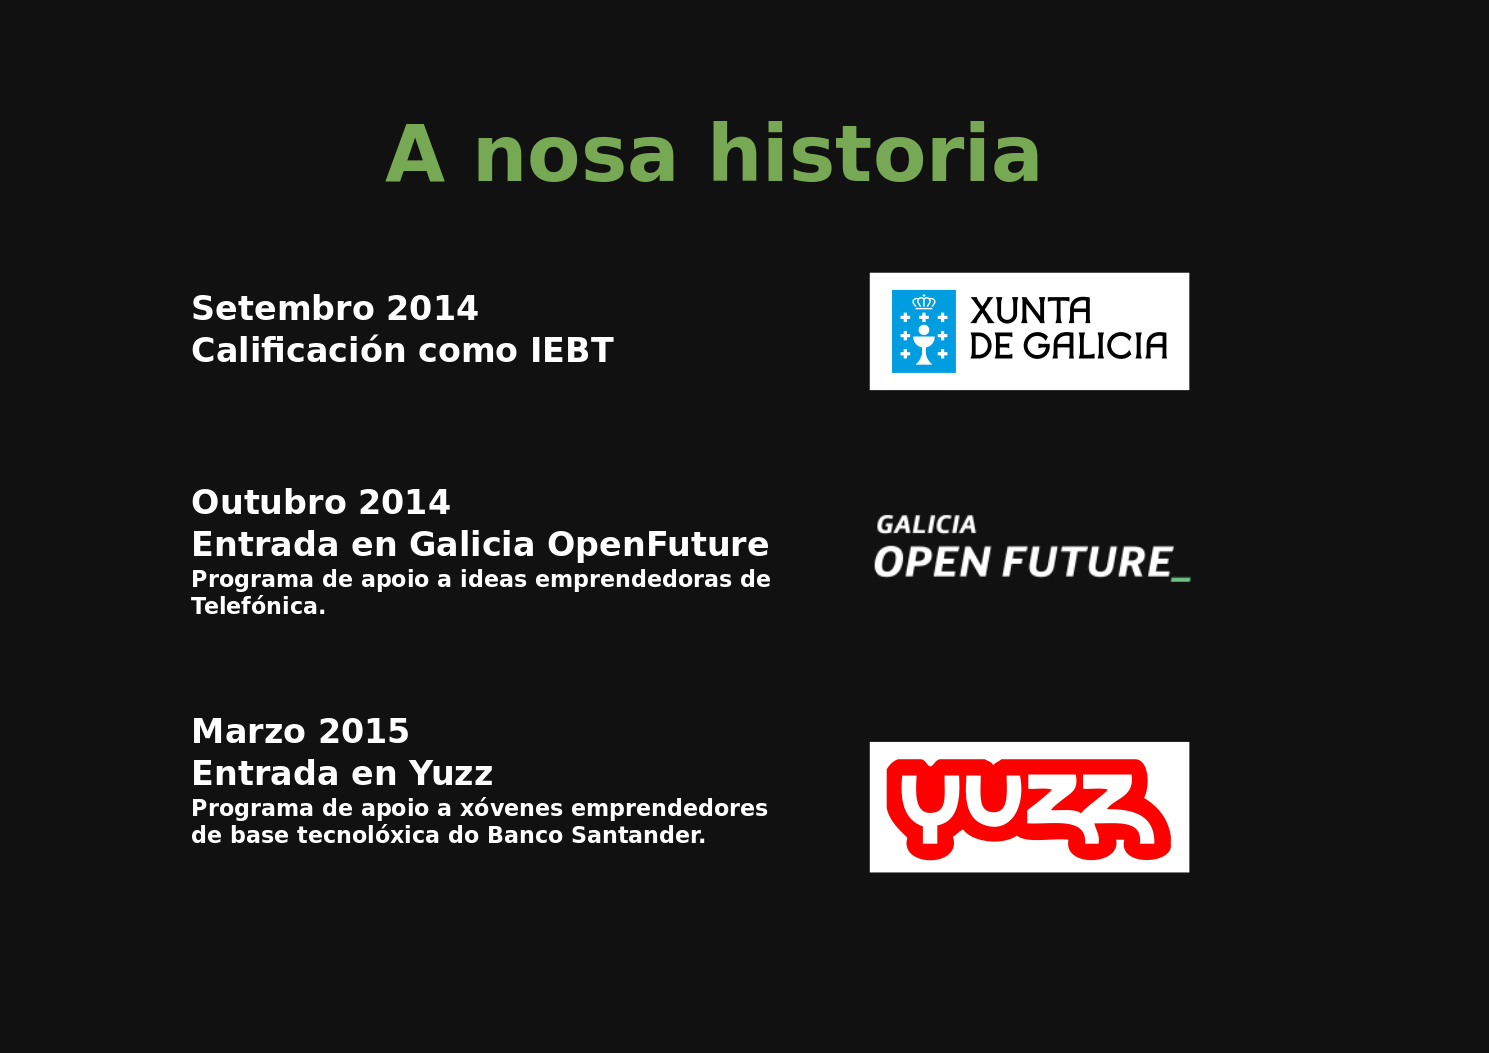 A nosa historia
Setembro 2014
Calificación como IEBT
XUNTA
DE GALICIA
Outubro 2014
Entrada en Galicia OpenFuture
Programa de apoio a ideas emprendedoras de
Telefónica.
GALICIA
OPEN FUTURE_
Marzo 2015
Entrada en Yuzz
Programa de apoio a xóvenes emprendedores
de base tecnolóxica do Banco Santander.
yuzz